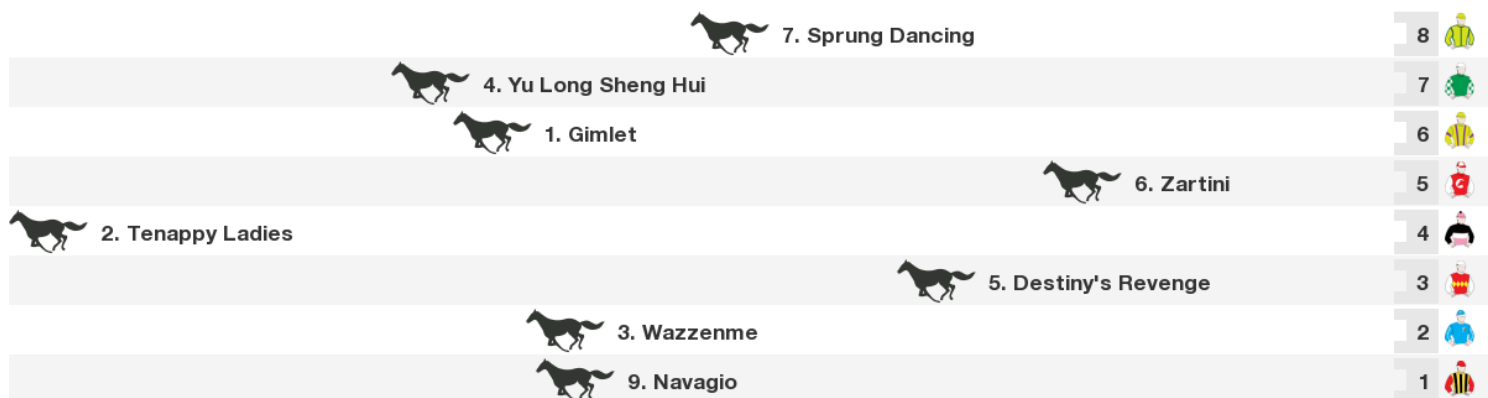 7. Sprung Dancing 8
4. Yu Long Sheng Hui 7
1. Gimlet 6
6. Zartini 5
2. Tenappy Ladies 4
5. Destiny's Revenge 3
3. Wazzenme 2
9. Navagio 1